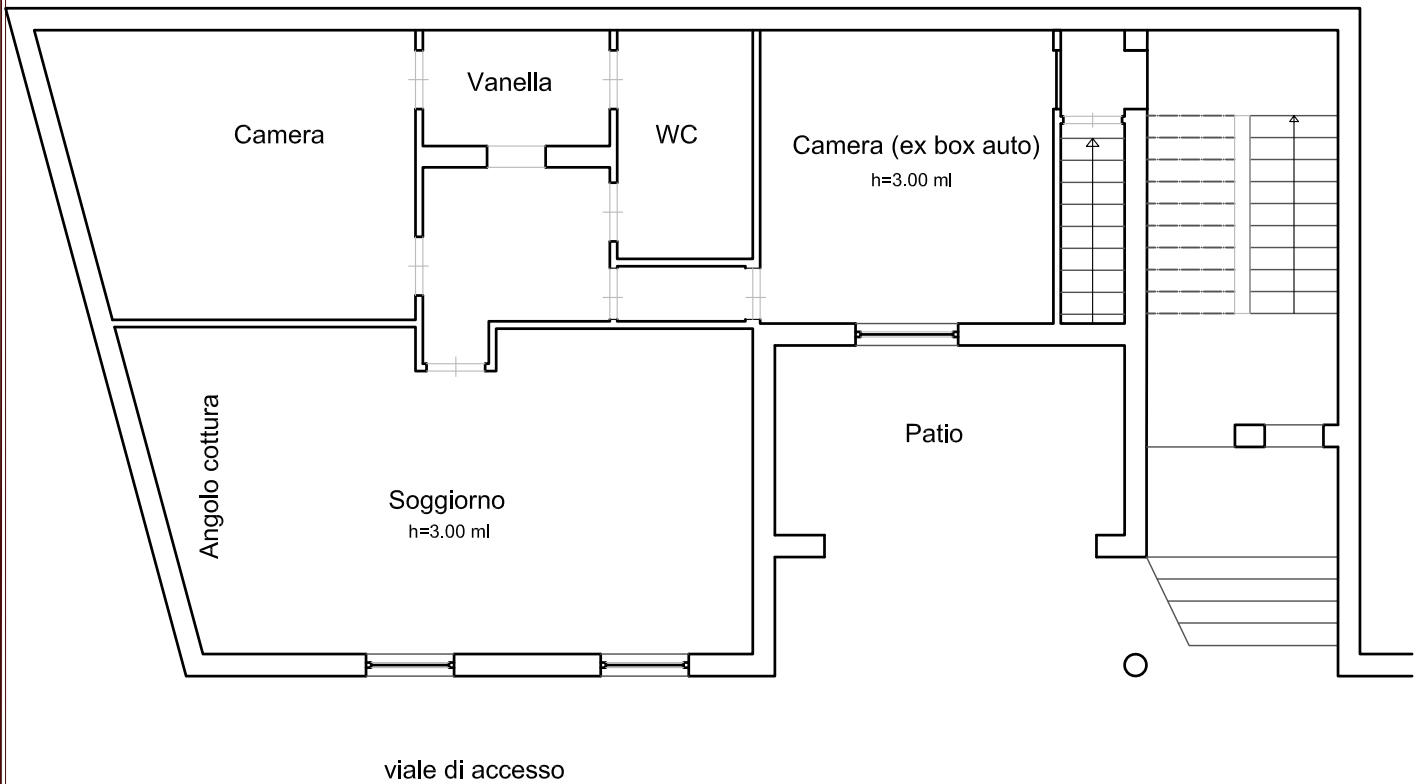 Vanella
Camera
WC
Camera (ex box auto)
h=3.00 ml
Angolo cottura
Patio
Soggiorno
h=3.00 ml
viale di accesso